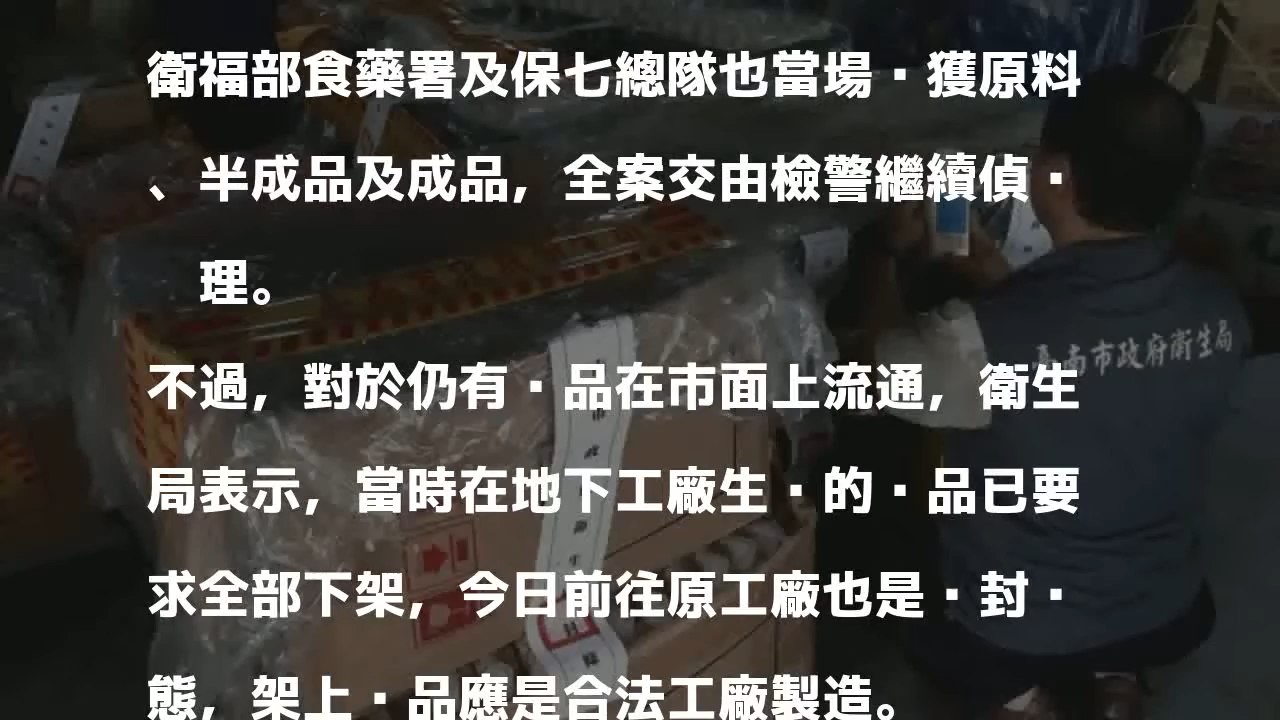 衛福部食藥署及保七總隊也當場▪獲原料
、半成品及成品，全案交由檢警繼續偵▪
理。
不過，對於仍有▪品在市面上流通，衛生
局表示，當時在地下工廠生▪的▪品已要
求全部下架，今日前往原工廠也是▪封▪
態，架上▪品應是合法工廠製造。
臺南市政府衛生局